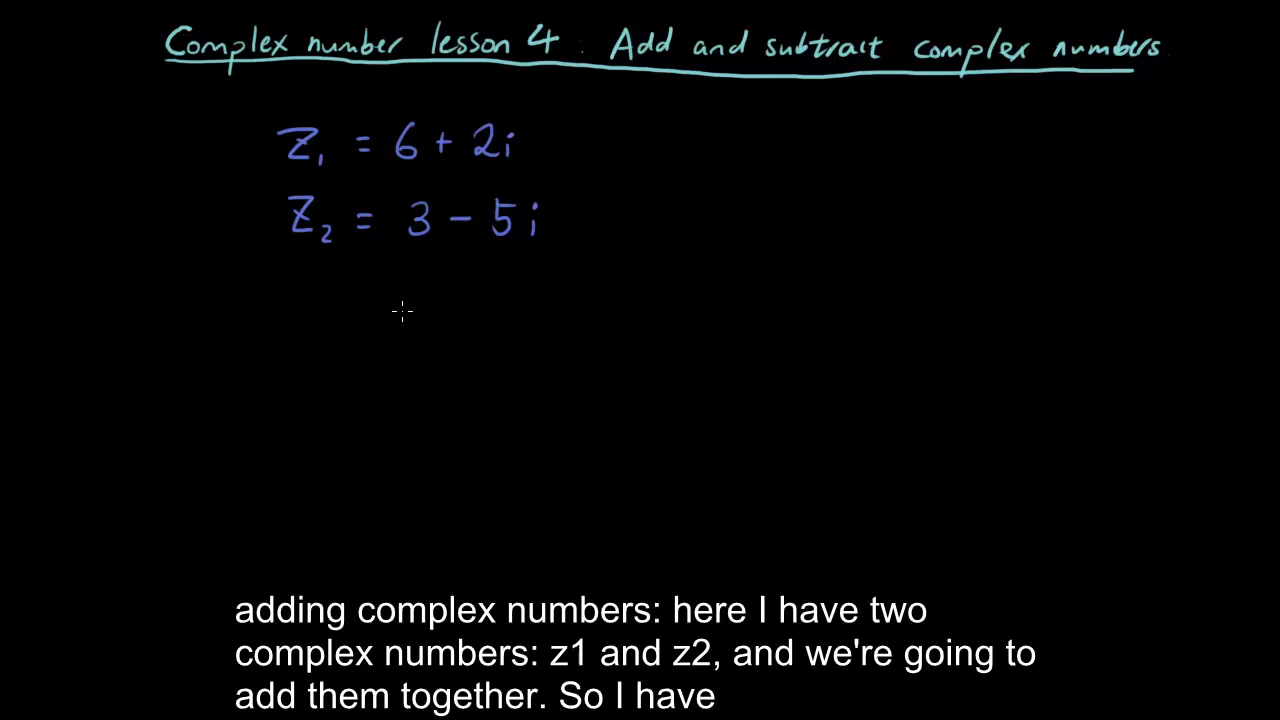 Complex number lesson 4 : Add and subtract complex numbers
Z₁ = 6 + 2i
Z₂ = 3 - 5i
adding complex numbers: here I have two
complex numbers: z1 and z2, and we're going to
add them together. So I have